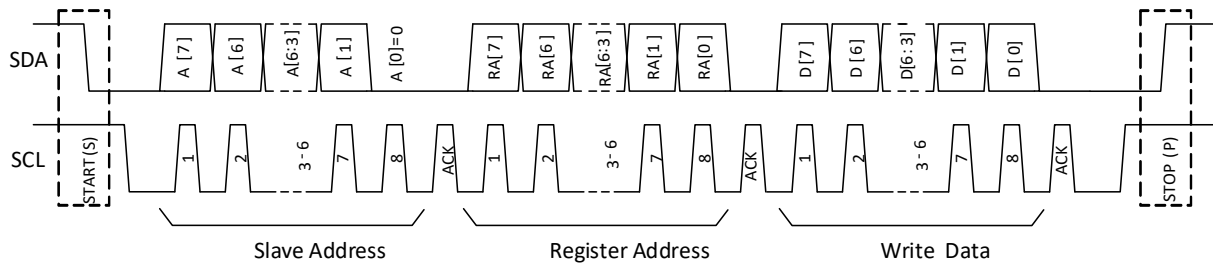 SDA A [7] A [6] A[6:3] A [1] A [0]=0 RA[7] RA[6] RA[6:3] RA[1] RA[0] D [7] D [6] D[6:3] D [1] D [0]
SCL START (S) 1 2 3-6 7 8 ACK 1 2 3-6 7 8 ACK 1 2 3-6 7 8 ACK STOP (P)
Slave Address Register Address Write Data